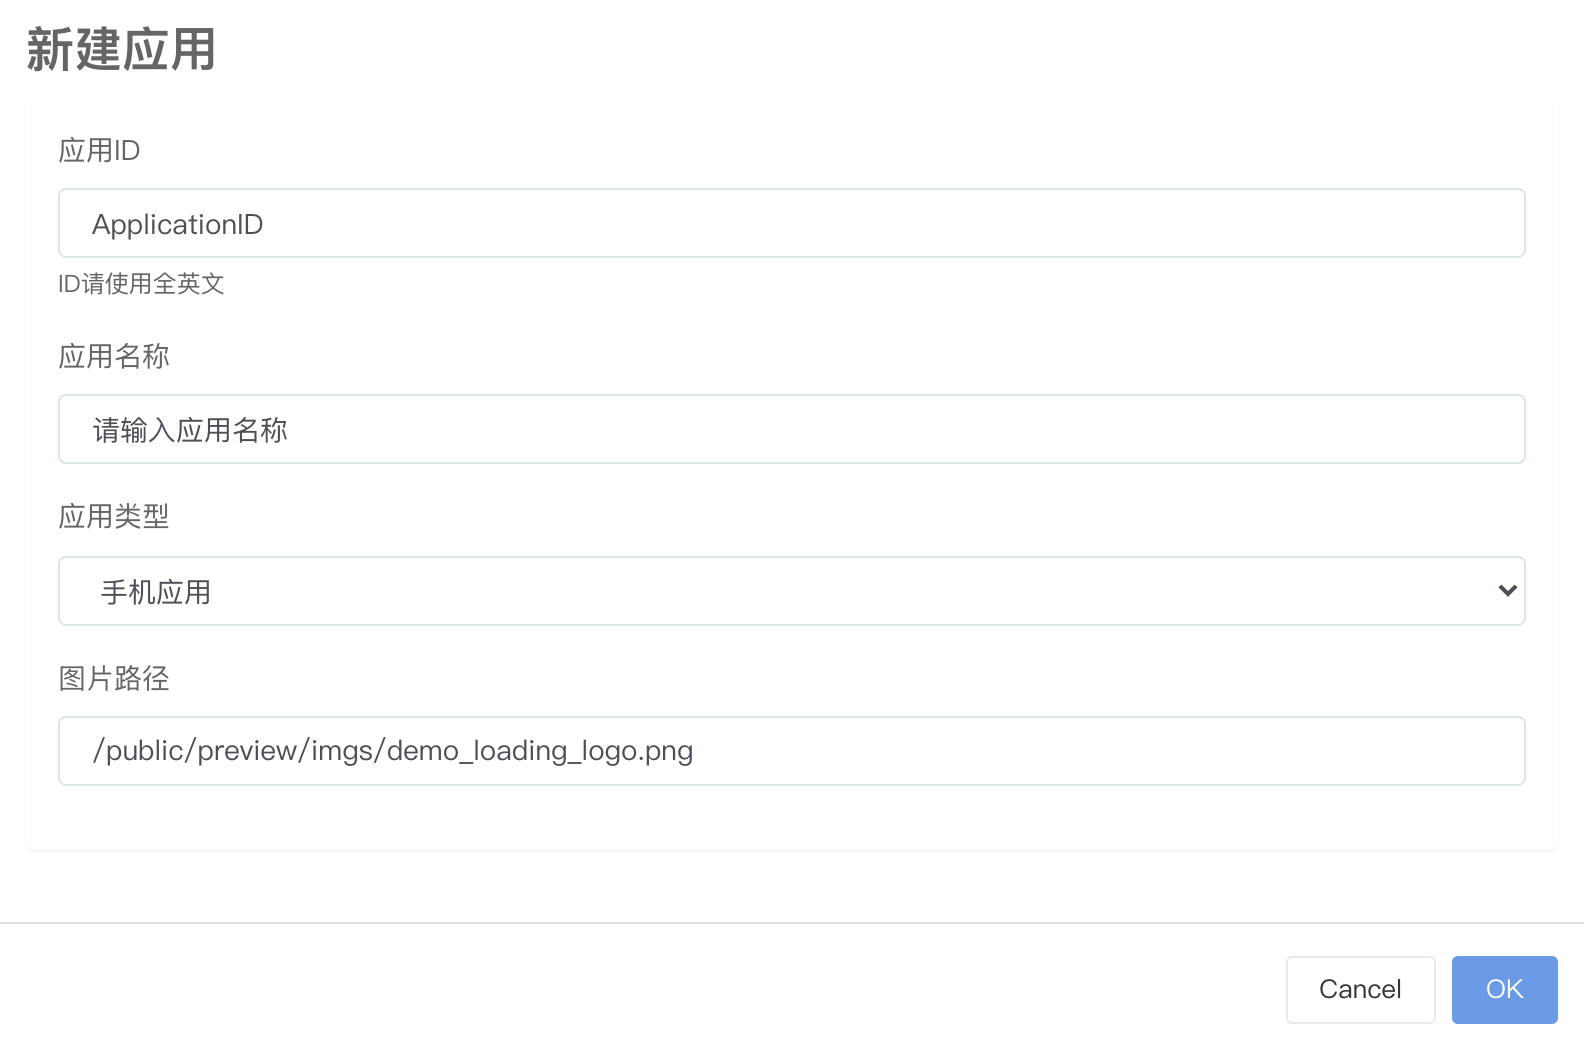 新建应用
应用ID
ApplicationID
ID请使用全英文
应用名称
请输入应用名称
应用类型
手机应用
图片路径
/public/preview/imgs/demo_loading_logo.png
Cancel
OK